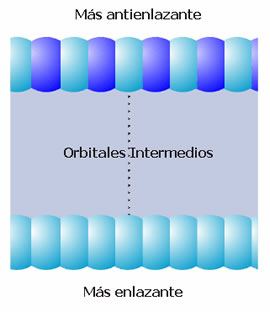 Más antienlazante
Orbitales Intermedios
Más enlazante